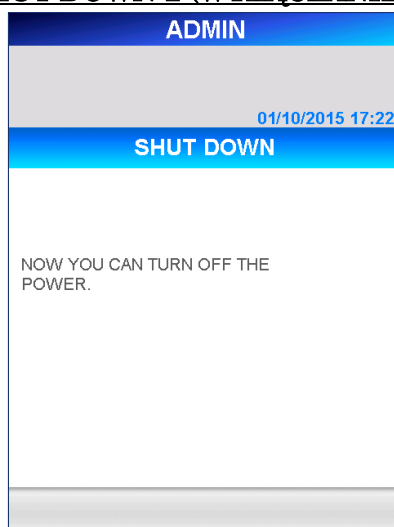 ADMIN
01/10/2015 17:22
SHUT DOWN
NOW YOU CAN TURN OFF THE
POWER.